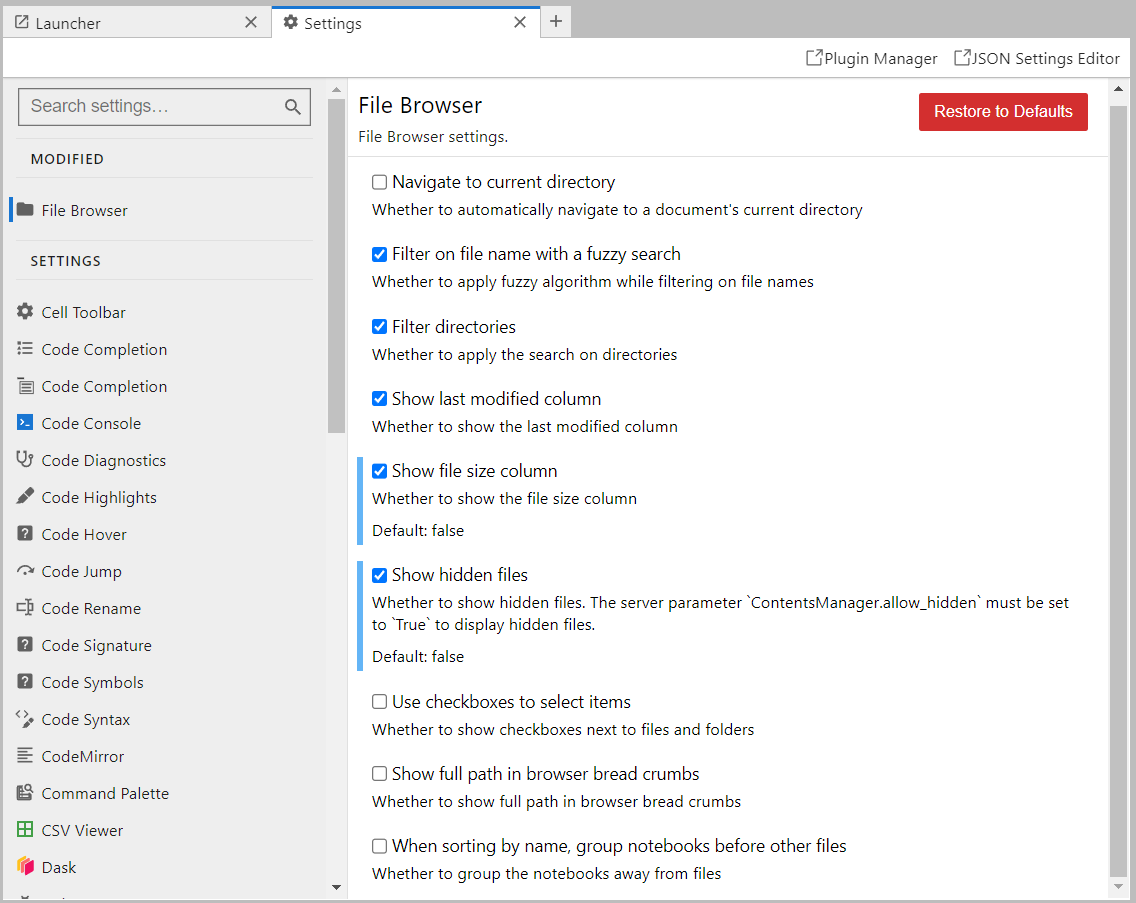 Launcher
Settings
Plugin Manager
JSON Settings Editor
Search settings…
MODIFIED
File Browser
SETTINGS
Cell Toolbar
Code Completion
Code Completion
Code Console
Code Diagnostics
Code Highlights
Code Hover
Code Jump
Code Rename
Code Signature
Code Symbols
Code Syntax
CodeMirror
Command Palette
CSV Viewer
Dask
File Browser
Restore to Defaults
File Browser settings.
Navigate to current directory
Whether to automatically navigate to a document's current directory
Filter on file name with a fuzzy search
Whether to apply fuzzy algorithm while filtering on file names
Filter directories
Whether to apply the search on directories
Show last modified column
Whether to show the last modified column
Show file size column
Whether to show the file size column
Default: false
Show hidden files
Whether to show hidden files. The server parameter `ContentsManager.allow_hidden` must be set
to `True` to display hidden files.
Default: false
Use checkboxes to select items
Whether to show checkboxes next to files and folders
Show full path in browser bread crumbs
Whether to show full path in browser bread crumbs
When sorting by name, group notebooks before other files
Whether to group the notebooks away from files